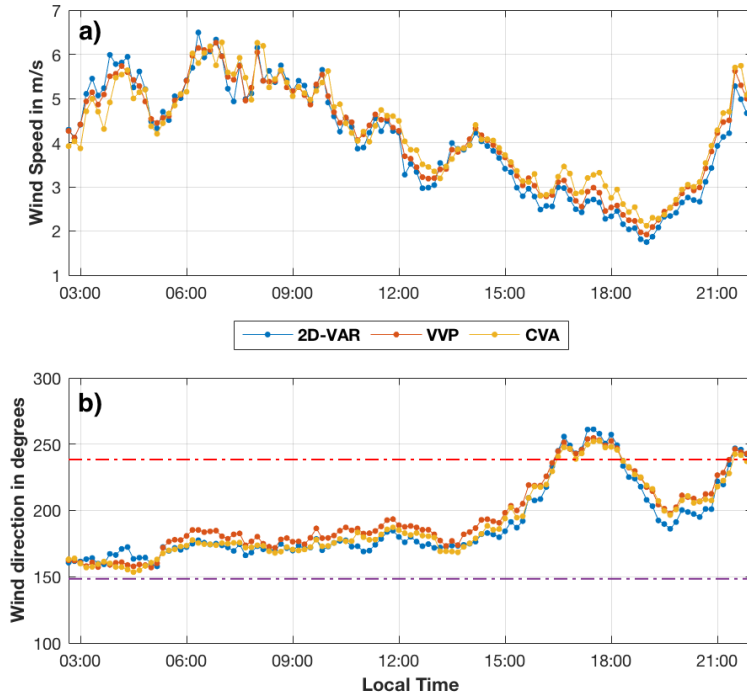 a)
7
6
5
4
3
2
1
Wind Speed in m/s
03:00 06:00 09:00 12:00 15:00 18:00 21:00
2D-VAR VVP CVA
b)
300
250
200
150
100
Wind direction in degrees
03:00 06:00 09:00 12:00 15:00 18:00 21:00
Local Time